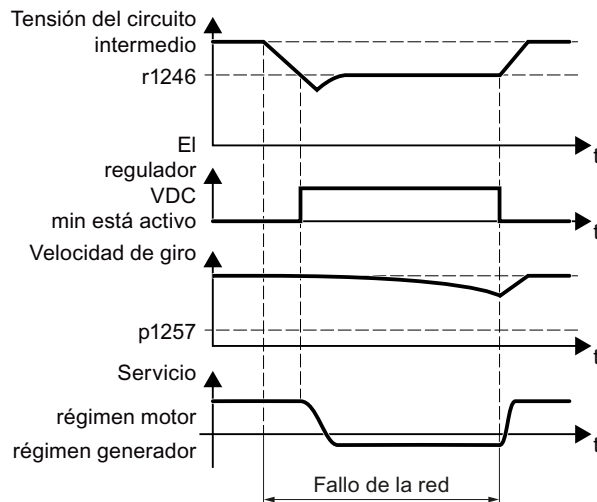 Tensión del circuito
intermedio
r1246
t
El
regulador
VDC
min está activo
t
Velocidad de giro
p1257
t
Servicio
régimen motor
régimen generador
t
Fallo de la red